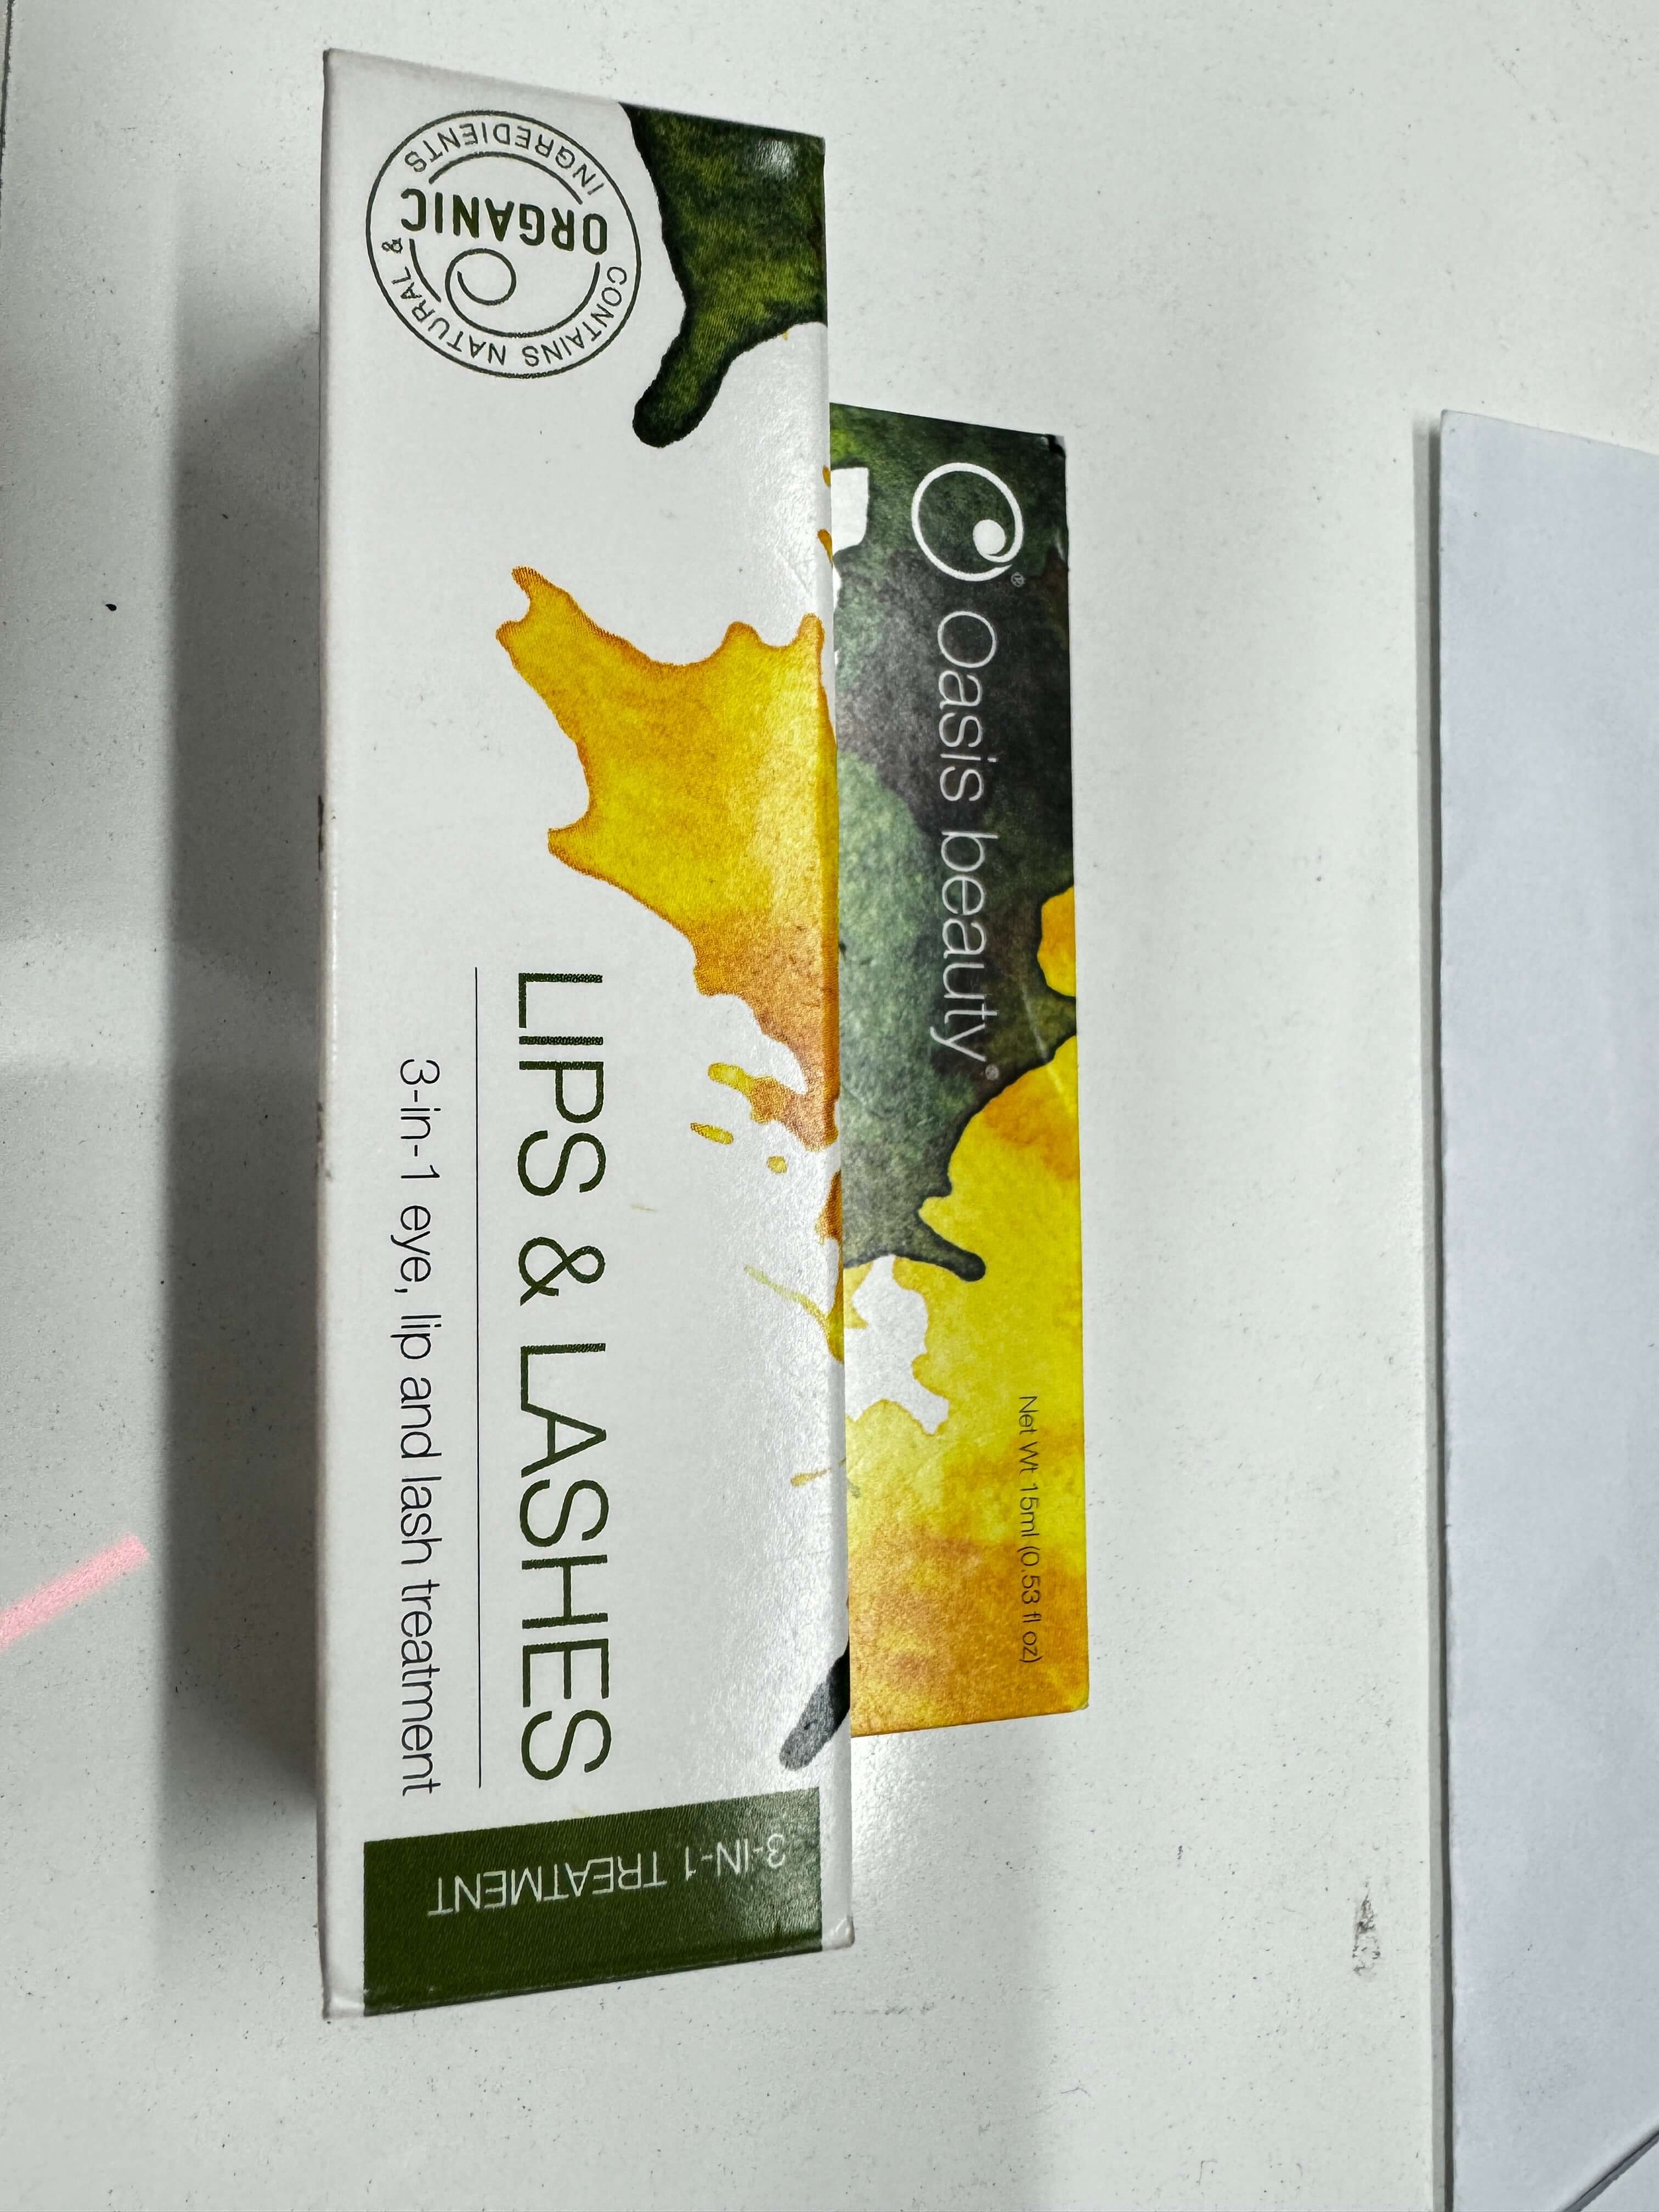 CONTAINS NATURAL &
ORGANIC
INGREDIENTS
LIPS & LASHES
3-in-1 eye, lip and lash treatment
3-IN-1 TREATMENT
Oasis beauty®
Net Wt 15ml (0.53 fl oz)